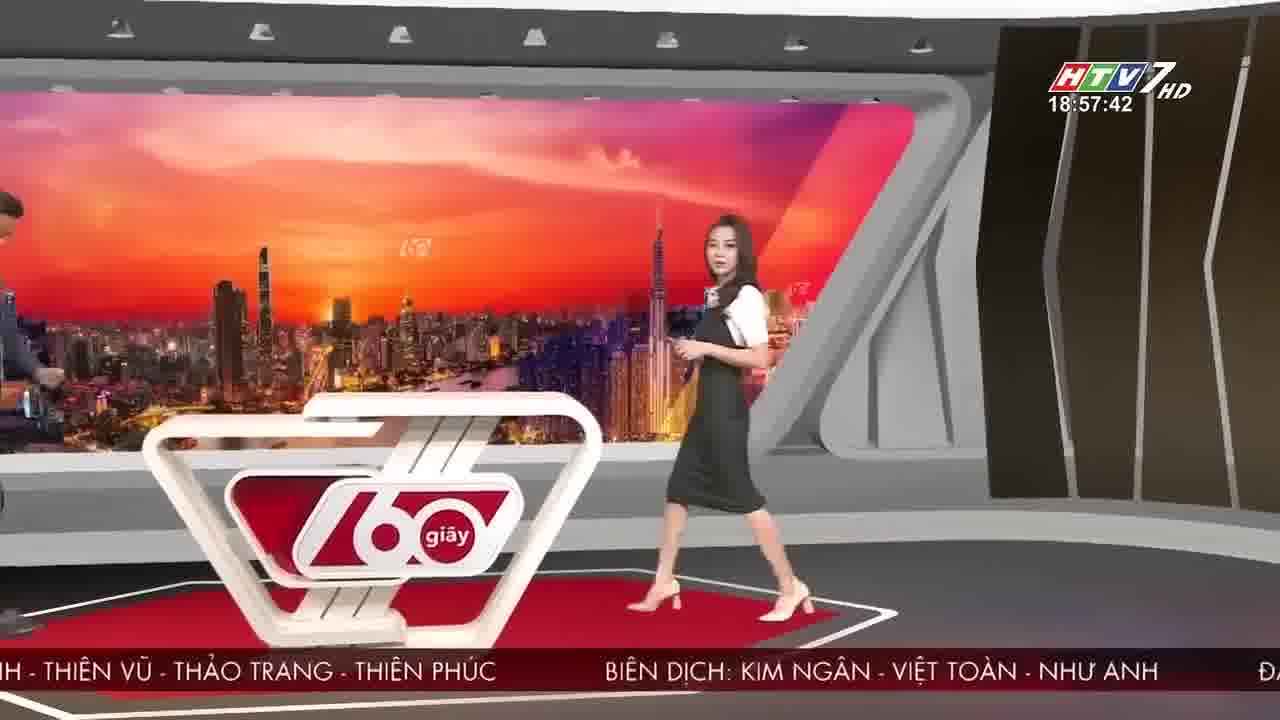 HTV7 HD
18:57:42
60
giây
NH - THIÊN VŨ - THẢO TRANG - THIÊN PHÚC BIÊN DỊCH: KIM NGÂN - VIỆT TOÀN - NHƯ ANH